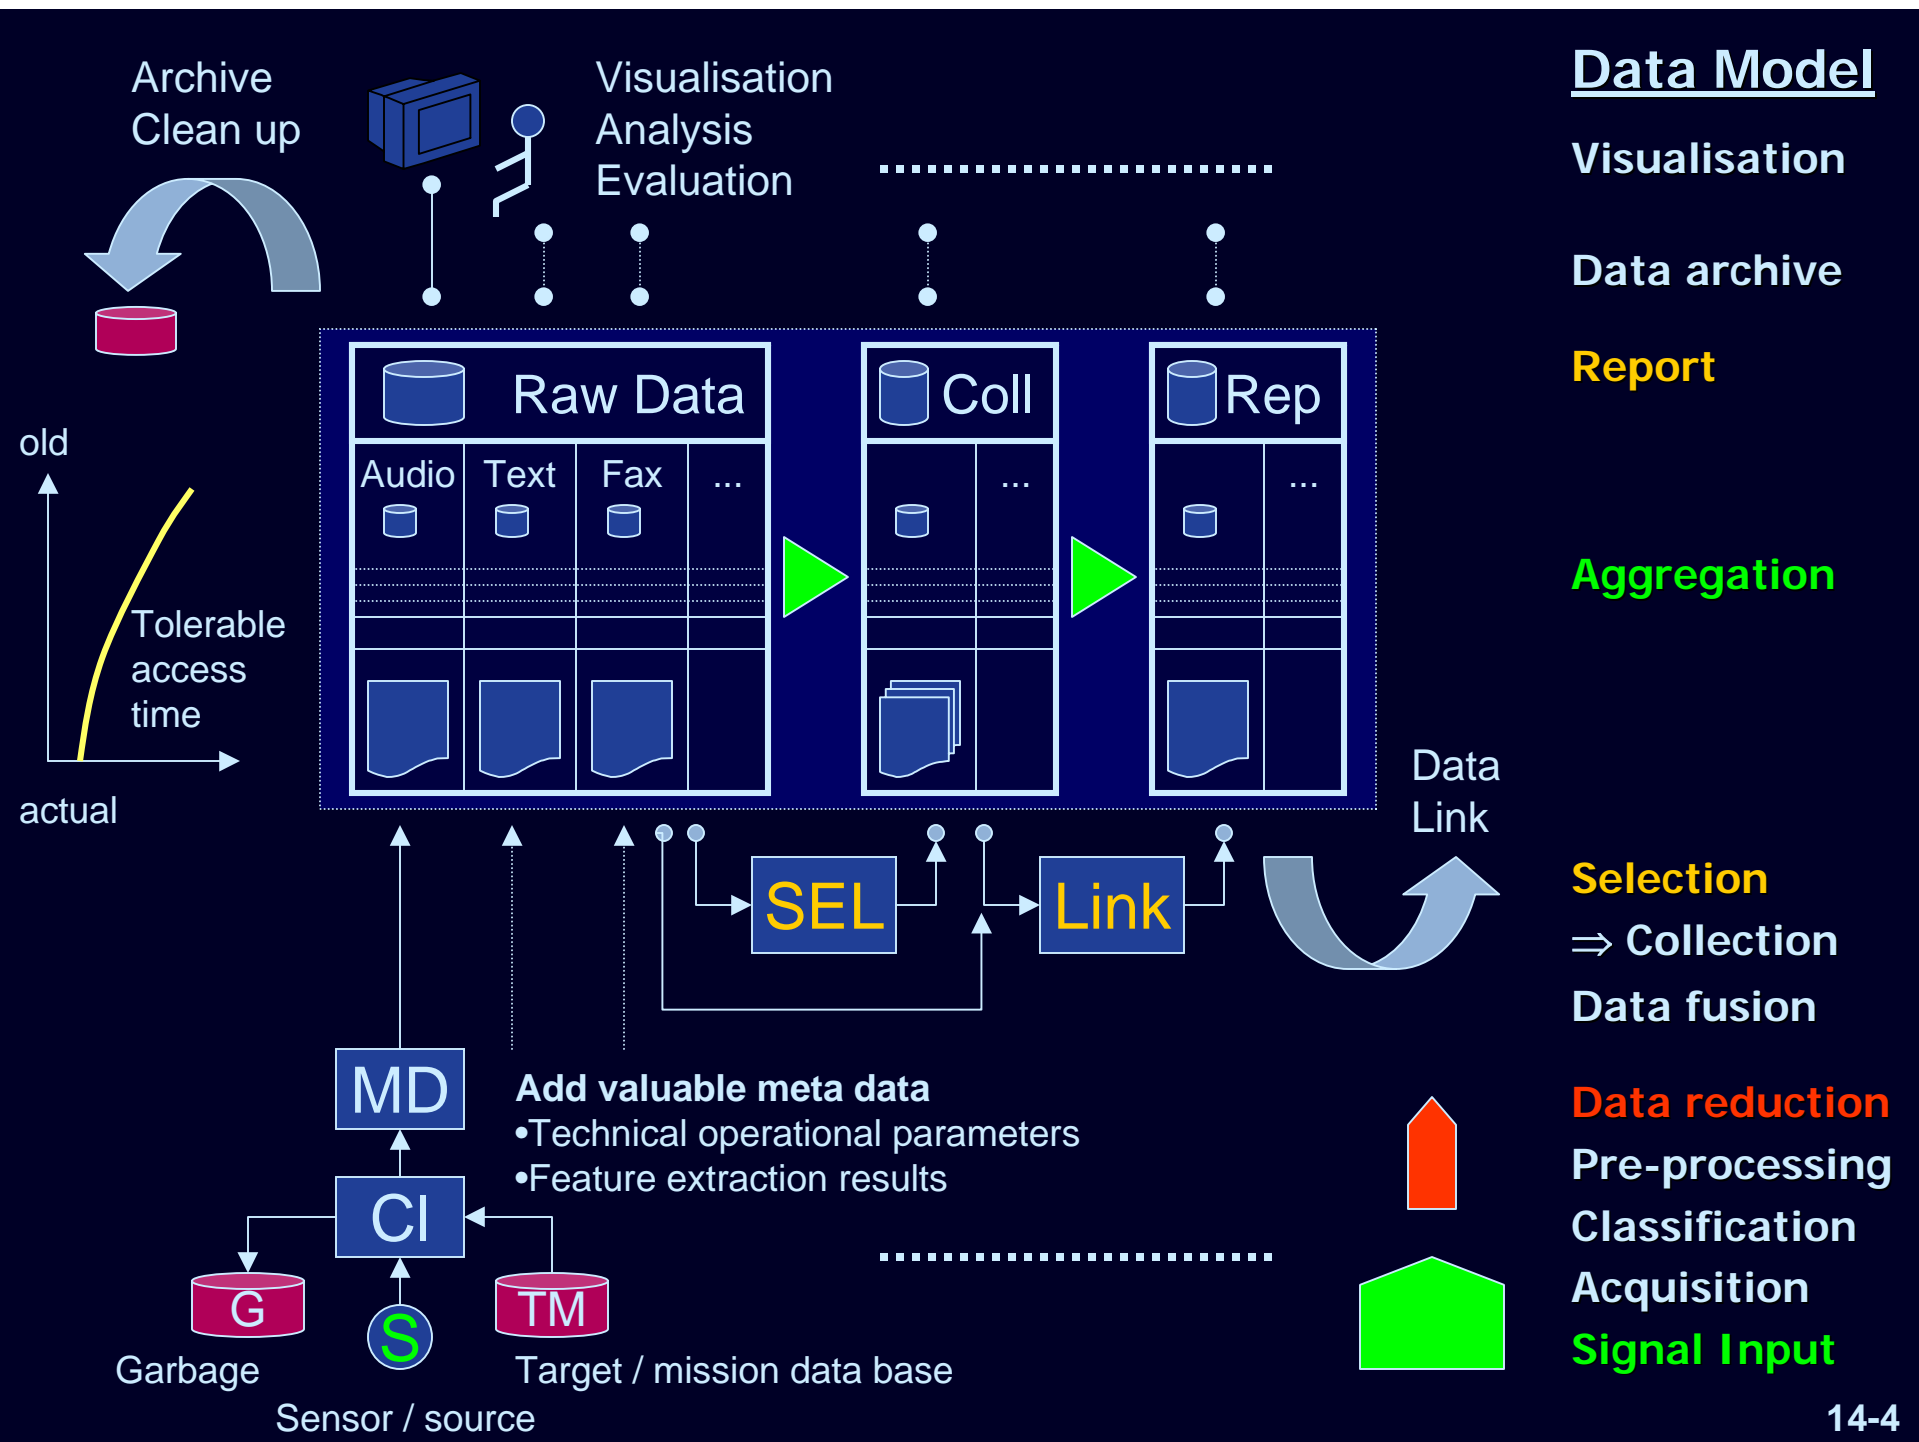 Archive
Clean up
Visualisation
Analysis
Evaluation
Data Model
Visualisation
Data archive
Report
Raw Data
Coll
Rep
old
Audio Text Fax ...
...
...
Aggregation
Tolerable
access
time
actual
Data
Link
SEL
Link
Selection
⇒ Collection
Data fusion
MD
Add valuable meta data
•Technical operational parameters
•Feature extraction results
Data reduction
Pre-processing
Classification
Acquisition
Signal Input
Cl
G
S
TM
Garbage
Target / mission data base
Sensor / source
14-4